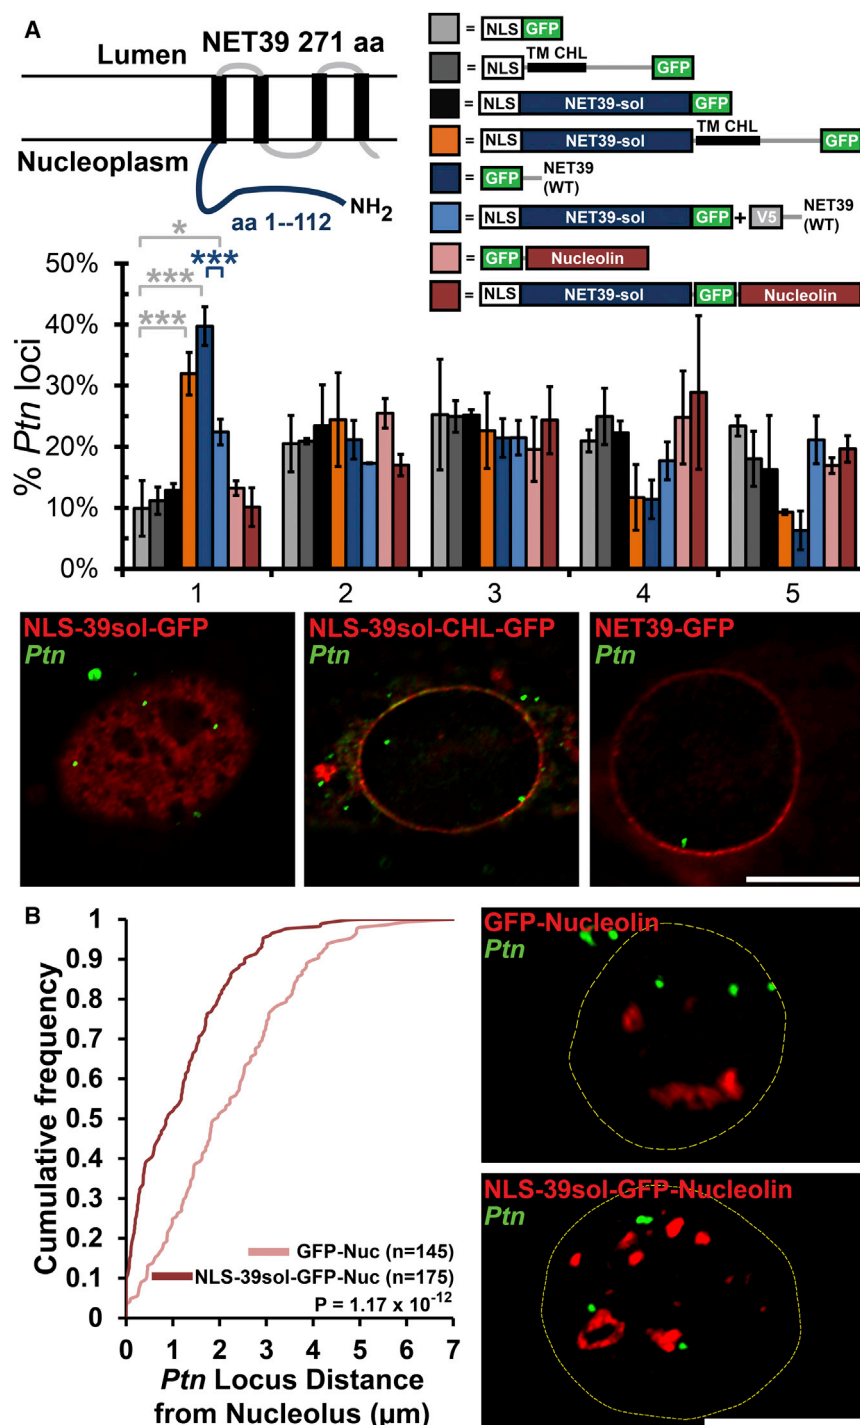 A
Lumen
NET39 271 aa
Nucleoplasm
NH2
aa 1--112
= NLS GFP
TM CHL
= NLS GFP
= NLS NET39-sol GFP
TM CHL
= NLS NET39-sol GFP
= GFP NET39 (WT)
= NLS NET39-sol GFP + V5 NET39 (WT)
= GFP Nucleolin
= NLS NET39-sol GFP Nucleolin
*
***
***
***
% Ptn loci
50%
40%
30%
20%
10%
0%
1 2 3 4 5
NLS-39sol-GFP
Ptn
NLS-39sol-CHL-GFP
Ptn
NET39-GFP
Ptn
B
Cumulative frequency
1
0.9
0.8
0.7
0.6
0.5
0.4
0.3
0.2
0.1
0
GFP-Nuc (n=145)
NLS-39sol-GFP-Nuc (n=175)
P = 1.17 x 10-12
0 1 2 3 4 5 6 7
Ptn Locus Distance
from Nucleolus (µm)
GFP-Nucleolin
Ptn
NLS-39sol-GFP-Nucleolin
Ptn